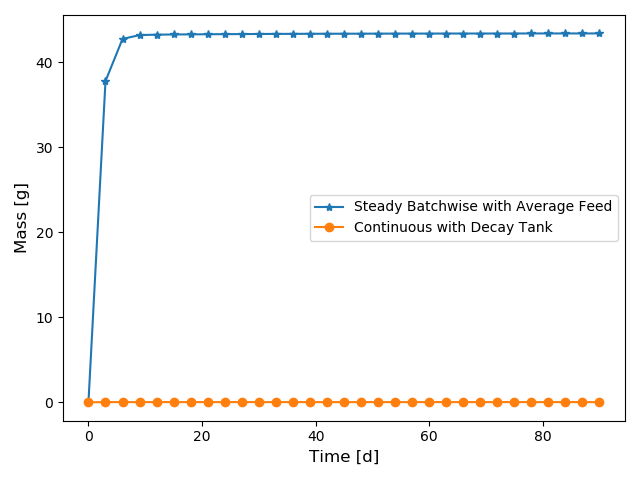 40
30
20
10
0
Mass [g]
Steady Batchwise with Average Feed
Continuous with Decay Tank
0 20 40 60 80
Time [d]